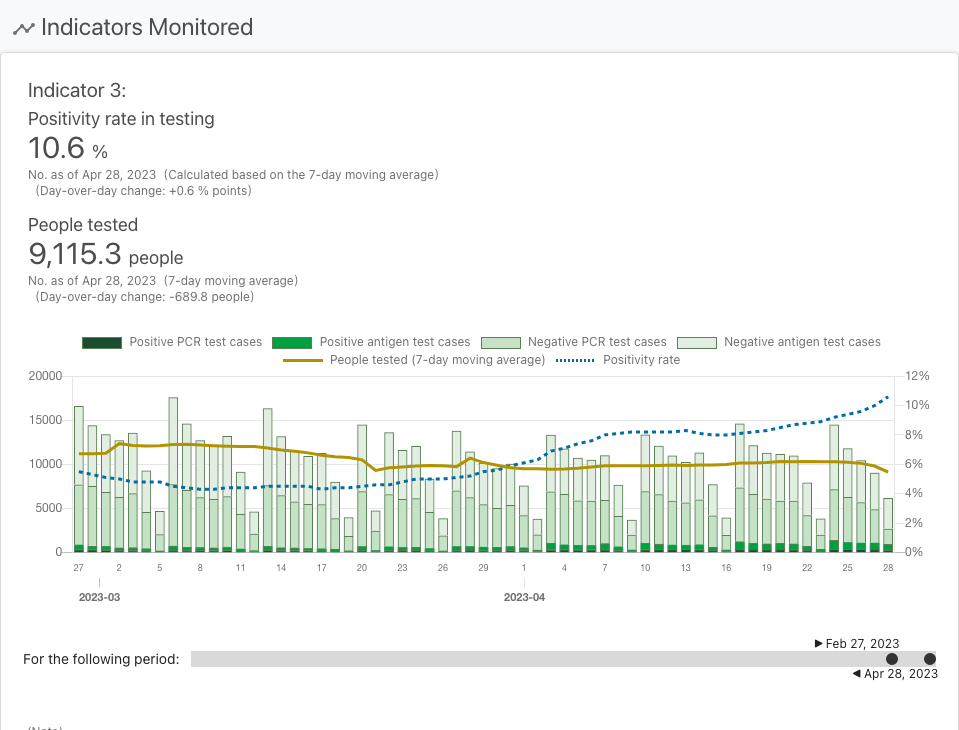 Indicators Monitored
Indicator 3:
Positivity rate in testing
10.6 %
No. as of Apr 28, 2023 (Calculated based on the 7-day moving average)
(Day-over-day change: +0.6 % points)
People tested
9,115.3 people
No. as of Apr 28, 2023 (7-day moving average)
(Day-over-day change: -689.8 people)
Positive PCR test cases Positive antigen test cases Negative PCR test cases Negative antigen test cases
People tested (7-day moving average) Positivity rate
20000 12%
10%
15000
8%
10000 6%
4%
5000
2%
0 0%
27 2 5 8 11 14 17 20 23 26 29 1 4 7 10 13 16 19 22 25 28
2023-03 2023-04
▶ Feb 27, 2023
For the following period:
◀ Apr 28, 2023